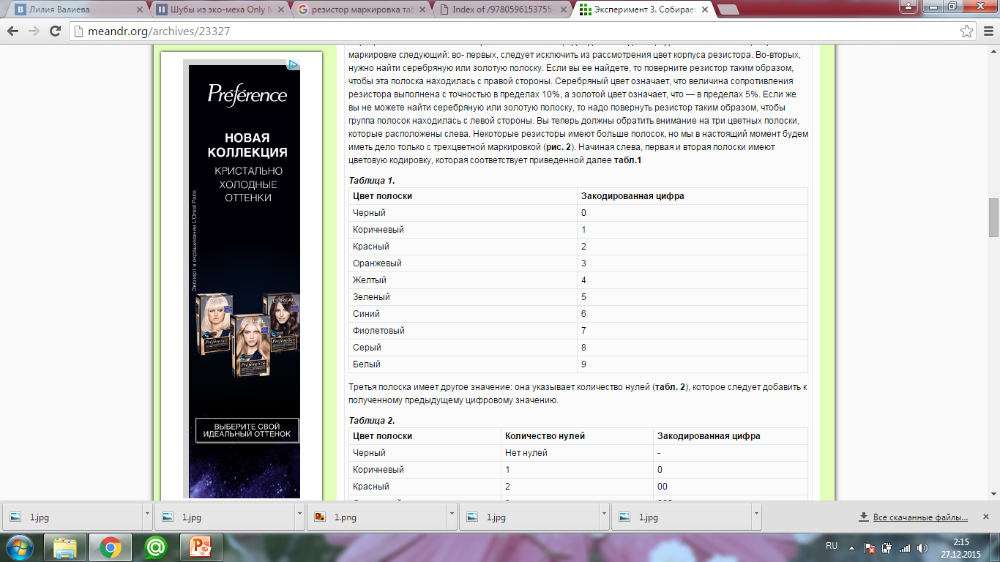 Лилия Валиева
Шубы из эко-меха Only M
резистор маркировка таб
Index of /9780596153755
Эксперимент 3. Собирае
meandr.org/archives/23327
маркировке следующий: во- первых, следует исключить из рассмотрения цвет корпуса резистора. Во-вторых,
нужно найти серебряную или золотую полоску. Если вы ее найдете, то поверните резистор таким образом,
чтобы эта полоска находилась с правой стороны. Серебряный цвет означает, что величина сопротивления
резистора выполнена с точностью в пределах 10%, а золотой цвет означает, что — в пределах 5%. Если же
вы не можете найти серебряную или золотую полоску, то надо повернуть резистор таким образом, чтобы
группа полосок находилась с левой стороны. Вы теперь должны обратить внимание на три цветных полоски,
которые расположены слева. Некоторые резисторы имеют больше полосок, но мы в настоящий момент будем
иметь дело только с трехцветной маркировкой (рис. 2). Начиная слева, первая и вторая полоски имеют
цветовую кодировку, которая соответствует приведенной далее табл.1
Таблица 1.
Цвет полоски Закодированная цифра
Черный 0
Коричневый 1
Красный 2
Оранжевый 3
Желтый 4
Зеленый 5
Синий 6
Фиолетовый 7
Серый 8
Белый 9
Третья полоска имеет другое значение: она указывает количество нулей (табл. 2), которое следует добавить к
полученному предыдущему цифровому значению.
Таблица 2.
Цвет полоски Количество нулей Закодированная цифра
Черный Нет нулей -
Коричневый 1 0
Красный 2 00
Préférence
НОВАЯ
КОЛЛЕКЦИЯ
КРИСТАЛЬНО
ХОЛОДНЫЕ
ОТТЕНКИ
Эксперт в окрашивании L'Oreal Paris
L'OREAL
L'OREAL
Préférence
Préférence
Préférence
ВЫБЕРИТЕ СВОЙ
ИДЕАЛЬНЫЙ ОТТЕНОК
1.jpg
1.jpg
1.png
1.jpg
1.jpg
Все скачанные файлы...
RU
2:15
27.12.2015